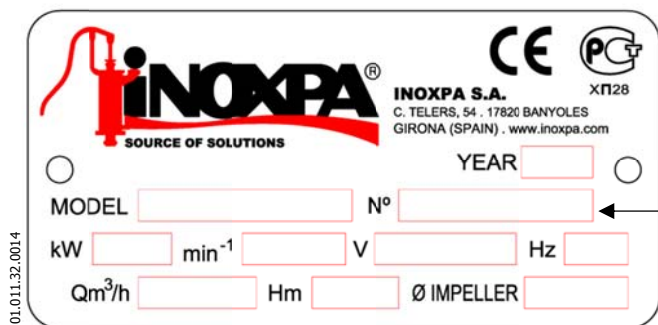 iNOXPA®
SOURCE OF SOLUTIONS
CE
РСТ
ХП28
INOXPA S.A.
C. TELERS, 54 . 17820 BANYOLES
GIRONA (SPAIN) . www.inoxpa.com
YEAR
MODEL Nº
kW min⁻¹ V Hz
Qm³/h Hm Ø IMPELLER
01.011.32.0014